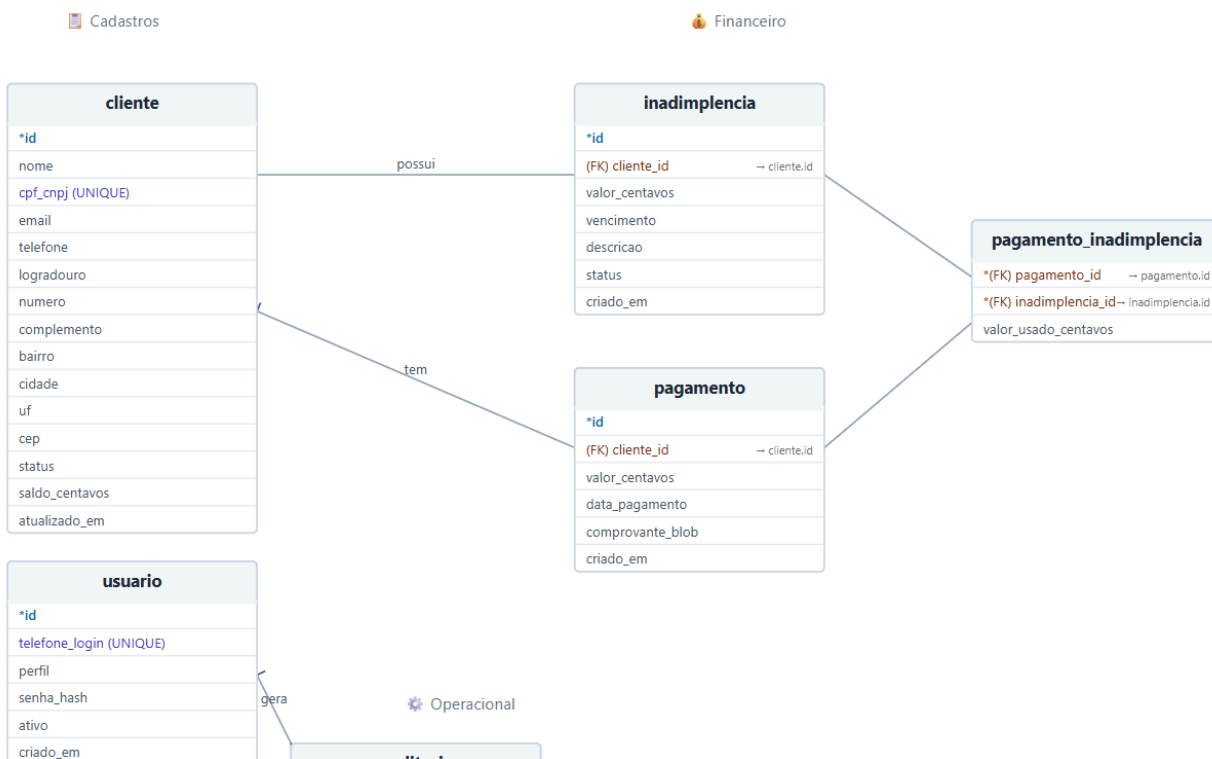 📋 Cadastros
💰 Financeiro
cliente
*id
nome
cpf_cnpj (UNIQUE)
email
telefone
logradouro
numero
complemento
bairro
cidade
uf
cep
status
saldo_centavos
atualizado_em
possui
tem
inadimplencia
*id
(FK) cliente_id → cliente.id
valor_centavos
vencimento
descricao
status
criado_em
pagamento_inadimplencia
*(FK) pagamento_id → pagamento.id
*(FK) inadimplencia_id → inadimplencia.id
valor_usado_centavos
pagamento
*id
(FK) cliente_id → cliente.id
valor_centavos
data_pagamento
comprovante_blob
criado_em
usuario
*id
telefone_login (UNIQUE)
perfil
senha_hash
ativo
criado_em
gera
⚙️ Operacional